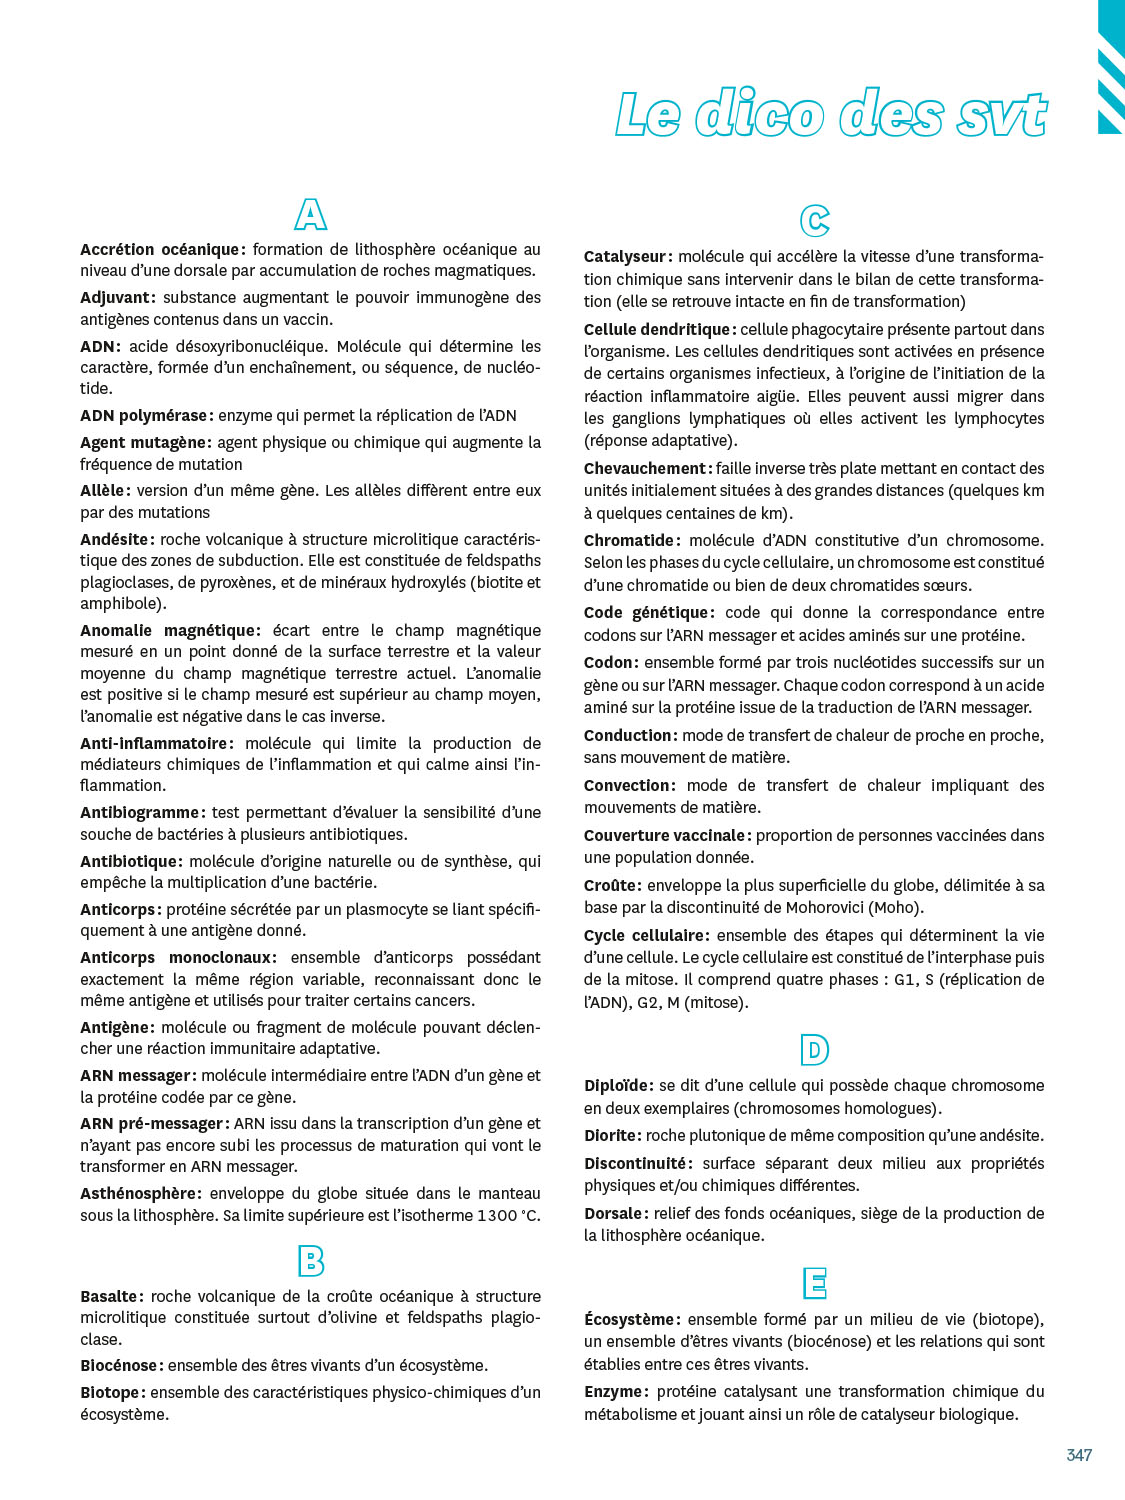 Le dico des svt
A
Accrétion océanique : formation de lithosphère océanique au
niveau d’une dorsale par accumulation de roches magmatiques.
Adjuvant : substance augmentant le pouvoir immunogène des
antigènes contenus dans un vaccin.
ADN : acide désoxyribonucléique. Molécule qui détermine les
caractère, formée d’un enchaînement, ou séquence, de nucléo-
tide.
ADN polymérase : enzyme qui permet la réplication de l’ADN
Agent mutagène : agent physique ou chimique qui augmente la
fréquence de mutation
Allèle : version d’un même gène. Les allèles diffèrent entre eux
par des mutations
Andésite : roche volcanique à structure microlitique caractéris-
tique des zones de subduction. Elle est constituée de feldspaths
plagioclases, de pyroxènes, et de minéraux hydroxylés (biotite et
amphibole).
Anomalie magnétique : écart entre le champ magnétique
mesuré en un point donné de la surface terrestre et la valeur
moyenne du champ magnétique terrestre actuel. L’anomalie
est positive si le champ mesuré est supérieur au champ moyen,
l’anomalie est négative dans le cas inverse.
Anti-inflammatoire : molécule qui limite la production de
médiateurs chimiques de l’inflammation et qui calme ainsi l’in-
flammation.
Antibiogramme : test permettant d’évaluer la sensibilité d’une
souche de bactéries à plusieurs antibiotiques.
Antibiotique : molécule d’origine naturelle ou de synthèse, qui
empêche la multiplication d’une bactérie.
Anticorps : protéine sécrétée par un plasmocyte se liant spécifi-
quement à une antigène donné.
Anticorps monoclonaux : ensemble d’anticorps possédant
exactement la même région variable, reconnaissant donc le
même antigène et utilisés pour traiter certains cancers.
Antigène : molécule ou fragment de molécule pouvant déclen-
cher une réaction immunitaire adaptative.
ARN messager : molécule intermédiaire entre l’ADN d’un gène et
la protéine codée par ce gène.
ARN pré-messager : ARN issu dans la transcription d’un gène et
n’ayant pas encore subi les processus de maturation qui vont le
transformer en ARN messager.
Asthénosphère : enveloppe du globe située dans le manteau
sous la lithosphère. Sa limite supérieure est l’isotherme 1 300 °C.
B
Basalte : roche volcanique de la croûte océanique à structure
microlitique constituée surtout d’olivine et feldspaths plagio-
clase.
Biocénose : ensemble des êtres vivants d’un écosystème.
Biotope : ensemble des caractéristiques physico-chimiques d’un
écosystème.
C
Catalyseur : molécule qui accélère la vitesse d’une transforma-
tion chimique sans intervenir dans le bilan de cette transforma-
tion (elle se retrouve intacte en fin de transformation)
Cellule dendritique : cellule phagocytaire présente partout dans
l’organisme. Les cellules dendritiques sont activées en présence
de certains organismes infectieux, à l’origine de l’initiation de la
réaction inflammatoire aigüe. Elles peuvent aussi migrer dans
les ganglions lymphatiques où elles activent les lymphocytes
(réponse adaptative).
Chevauchement : faille inverse très plate mettant en contact des
unités initialement situées à des grandes distances (quelques km
à quelques centaines de km).
Chromatide : molécule d’ADN constitutive d’un chromosome.
Selon les phases du cycle cellulaire, un chromosome est constitué
d’une chromatide ou bien de deux chromatides sœurs.
Code génétique : code qui donne la correspondance entre
codons sur l’ARN messager et acides aminés sur une protéine.
Codon : ensemble formé par trois nucléotides successifs sur un
gène ou sur l’ARN messager. Chaque codon correspond à un acide
aminé sur la protéine issue de la traduction de l’ARN messager.
Conduction : mode de transfert de chaleur de proche en proche,
sans mouvement de matière.
Convection : mode de transfert de chaleur impliquant des
mouvements de matière.
Couverture vaccinale : proportion de personnes vaccinées dans
une population donnée.
Croûte : enveloppe la plus superficielle du globe, délimitée à sa
base par la discontinuité de Mohorovici (Moho).
Cycle cellulaire : ensemble des étapes qui déterminent la vie
d’une cellule. Le cycle cellulaire est constitué de l’interphase puis
de la mitose. Il comprend quatre phases : G1, S (réplication de
l’ADN), G2, M (mitose).
D
Diploïde : se dit d’une cellule qui possède chaque chromosome
en deux exemplaires (chromosomes homologues).
Diorite : roche plutonique de même composition qu’une andésite.
Discontinuité : surface séparant deux milieu aux propriétés
physiques et/ou chimiques différentes.
Dorsale : relief des fonds océaniques, siège de la production de
la lithosphère océanique.
E
Écosystème : ensemble formé par un milieu de vie (biotope),
un ensemble d’êtres vivants (biocénose) et les relations qui sont
établies entre ces êtres vivants.
Enzyme : protéine catalysant une transformation chimique du
métabolisme et jouant ainsi un rôle de catalyseur biologique.
347